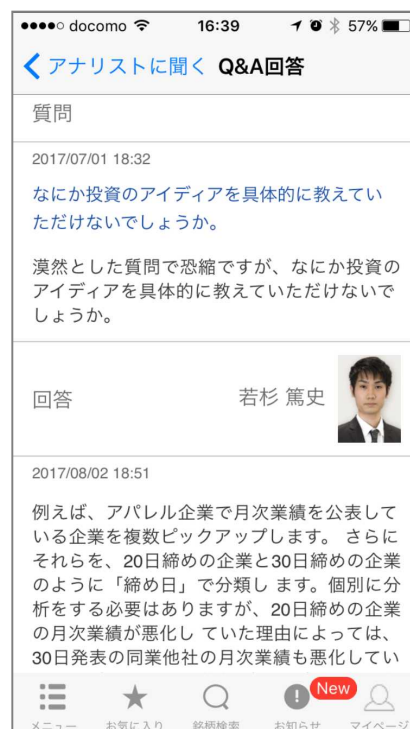 docomo 16:39 57%
アナリストに聞く Q&A回答
質問
2017/07/01 18:32
なにか投資のアイディアを具体的に教えてい
ただけないでしょうか。
漠然とした質問で恐縮ですが、なにか投資の
アイディアを具体的に教えていただけないで
しょうか。
回答 若杉 篤史
2017/08/02 18:51
例えば、アパレル企業で月次業績を公表して
いる企業を複数ピックアップします。 さらに
それらを、20日締めの企業と30日締めの企業
のように「締め日」で分類し ます。個別に分
析をする必要はありますが、20日締めの企業
の月次業績が悪化し ていた理由によっては、
30日発表の同業他社の月次業績も悪化してい
New
メニュー お気に入り 銘柄検索 お知らせ マイページ